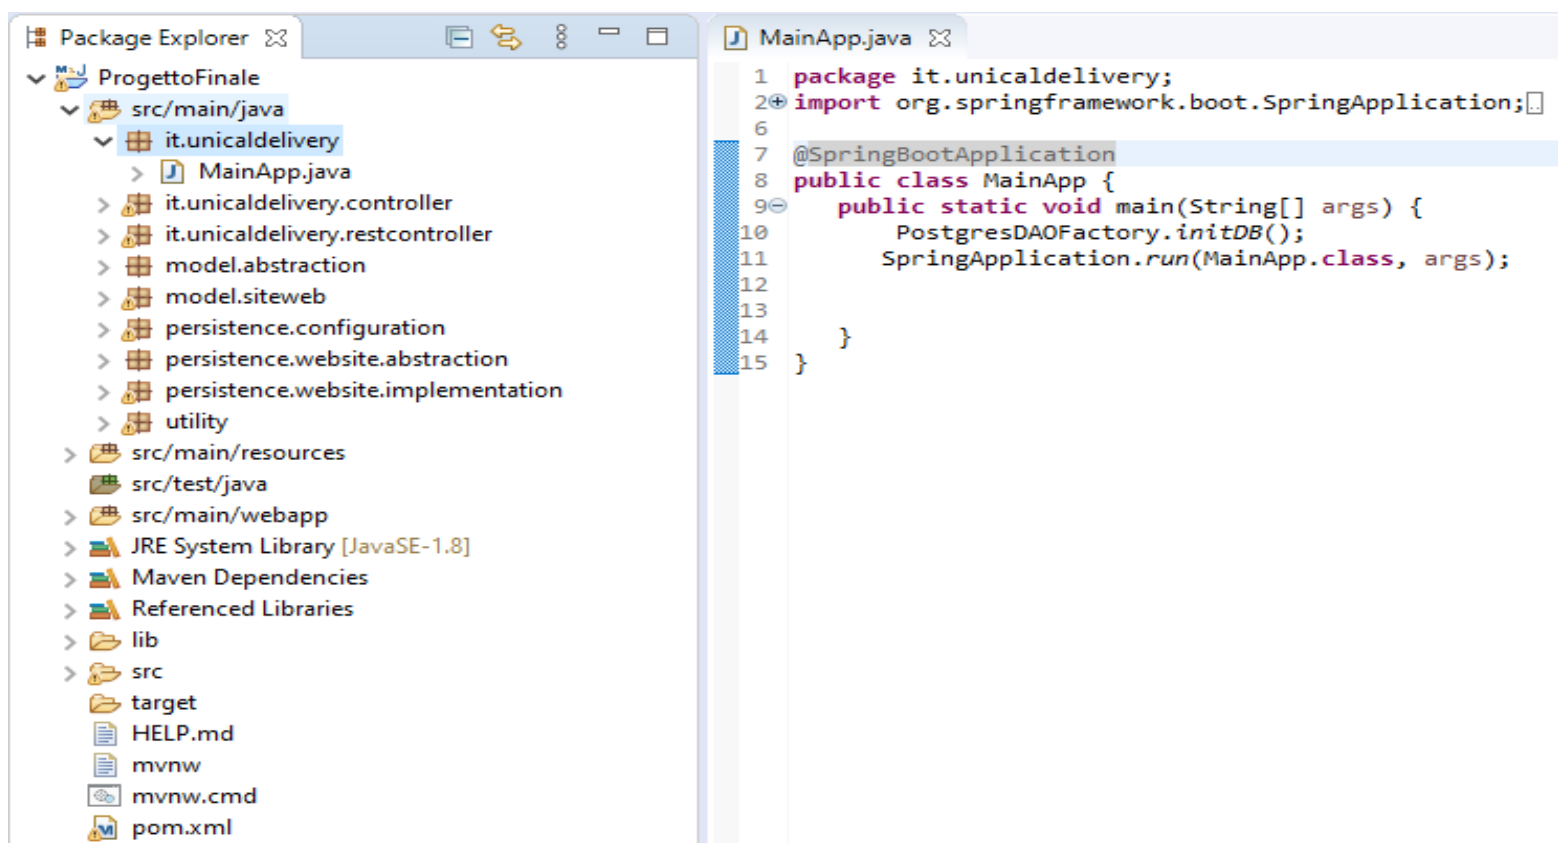 Package Explorer
ProgettoFinale
src/main/java
it.unicaldelivery
MainApp.java
it.unicaldelivery.controller
it.unicaldelivery.restcontroller
model.abstraction
model.siteweb
persistence.configuration
persistence.website.abstraction
persistence.website.implementation
utility
src/main/resources
src/test/java
src/main/webapp
JRE System Library [JavaSE-1.8]
Maven Dependencies
Referenced Libraries
lib
src
target
HELP.md
mvnw
mvnw.cmd
pom.xml
MainApp.java
1 package it.unicaldelivery;
2 import org.springframework.boot.SpringApplication;
6
7 @SpringBootApplication
8 public class MainApp {
9 public static void main(String[] args) {
10 PostgresDAOFactory.initDB();
11 SpringApplication.run(MainApp.class, args);
12
13
14 }
15 }